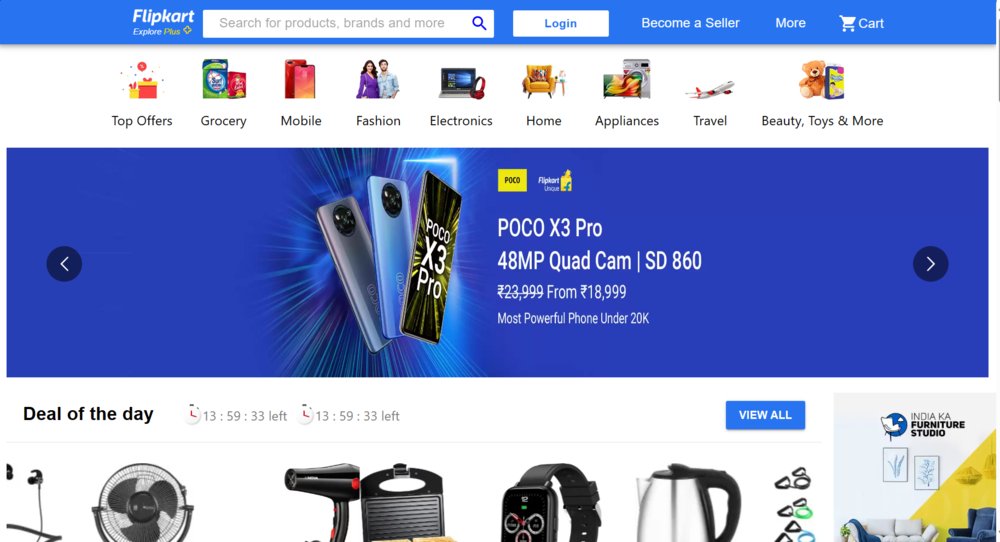 Flipkart
Explore Plus
Search for products, brands and more
Login
Become a Seller
More
Cart
Top Offers
Grocery
Mobile
Fashion
Electronics
Home
Appliances
Travel
Beauty, Toys & More
POCO
X3
Pro
POCO
Flipkart
Unique
POCO X3 Pro
48MP Quad Cam | SD 860
₹23,999 From ₹18,999
Most Powerful Phone Under 20K
Deal of the day
13 : 59 : 33 left
13 : 59 : 33 left
VIEW ALL
INDIA KA
FURNITURE
STUDIO